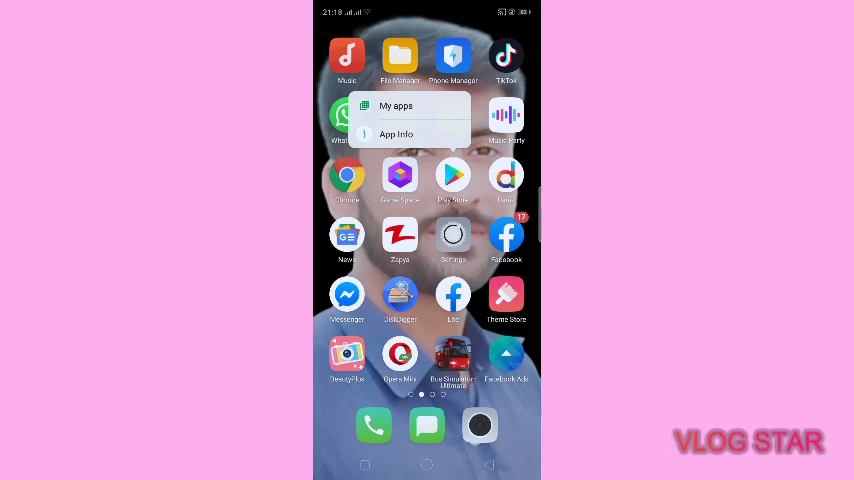 21:18
Music File Manager Phone Manager TikTok
My apps
What Music Party
App Info
Chrome Game Space Play Store Daraz
17
News Zapya Settings Facebook
Messenger DiskDigger Lite Theme Store
BeautyPlus Opera Mini Bus Simulator : Ultimate Facebook Ads
VLOG STAR